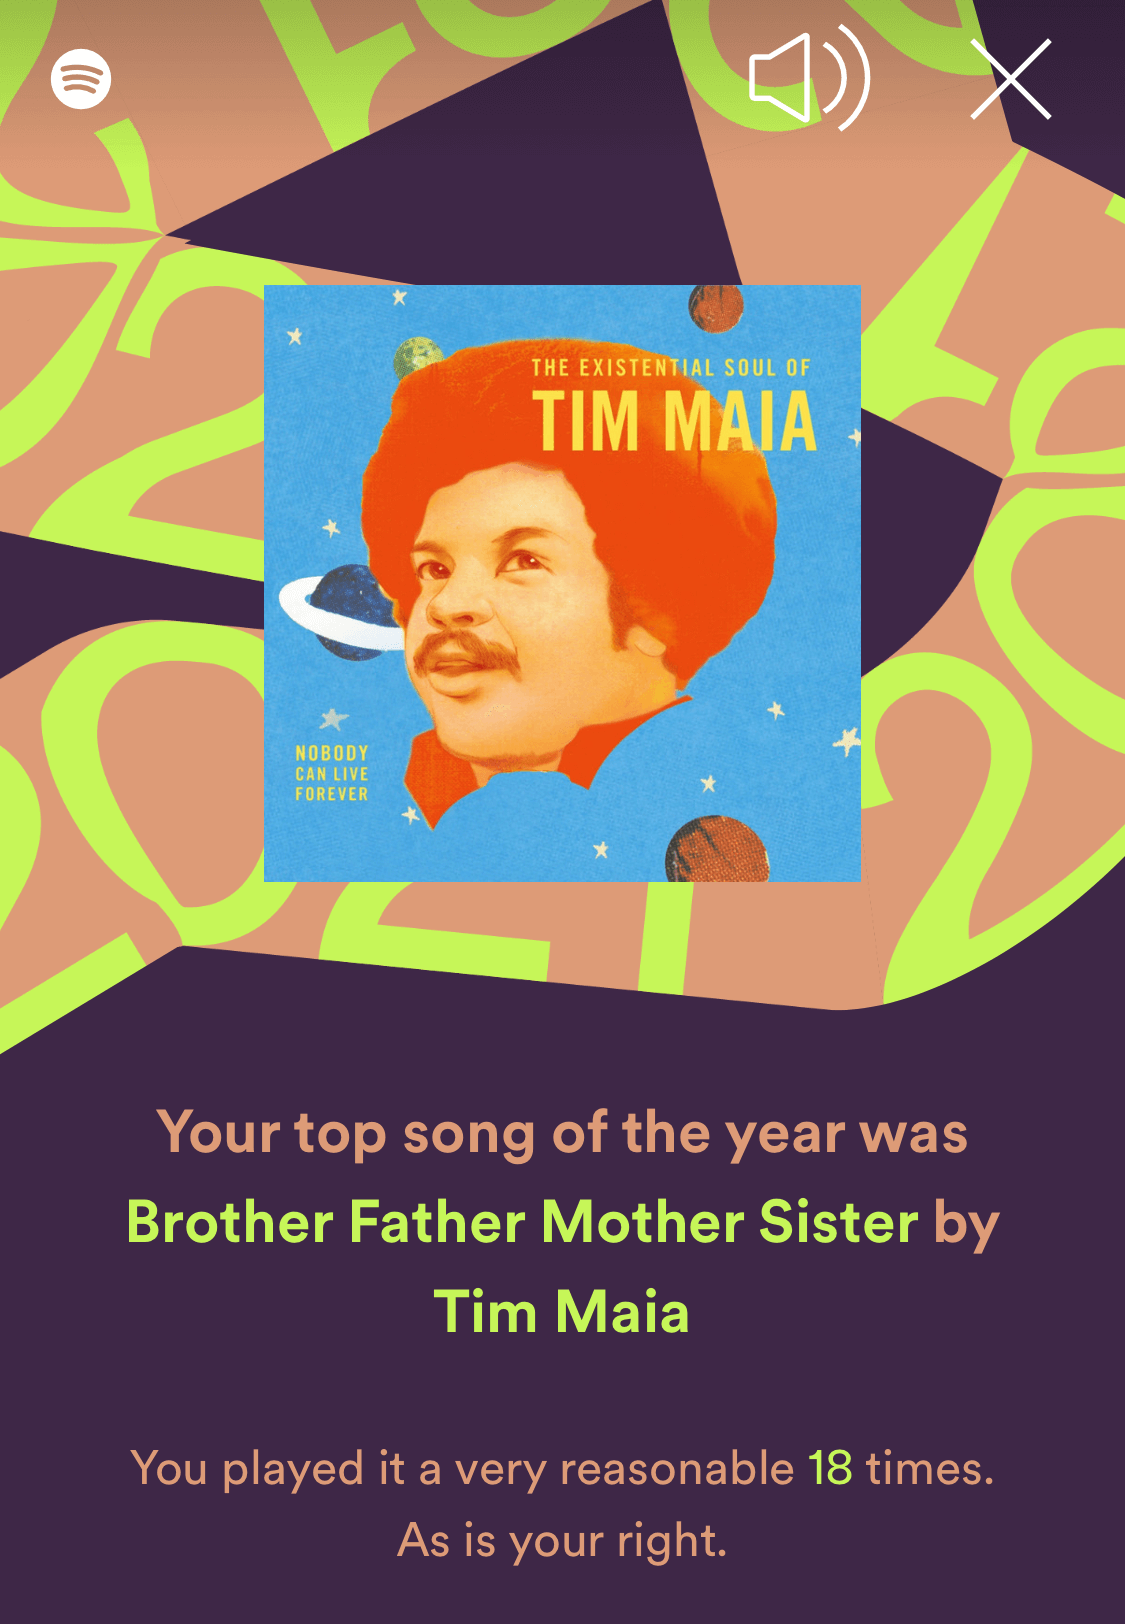 THE EXISTENTIAL SOUL OF
TIM MAIA
NOBODY
CAN LIVE
FOREVER
Your top song of the year was
Brother Father Mother Sister by
Tim Maia
You played it a very reasonable 18 times.
As is your right.